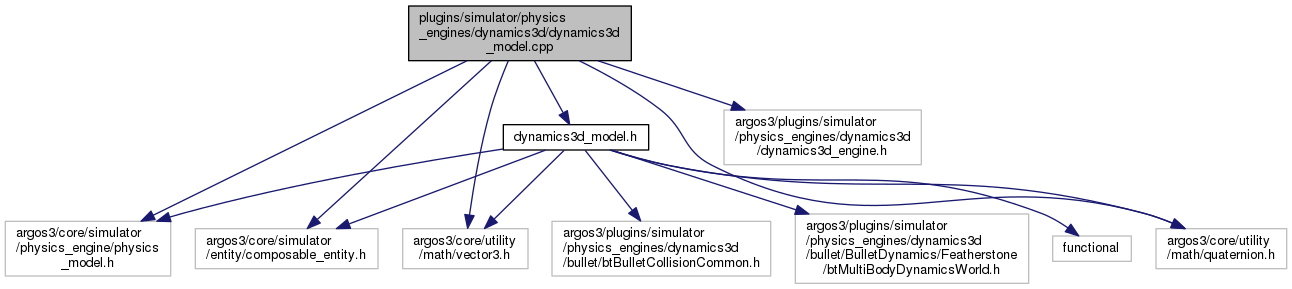 plugins/simulator/physics
_engines/dynamics3d/dynamics3d
_model.cpp
argos3/plugins/simulator
/physics_engines/dynamics3d
/dynamics3d_engine.h
dynamics3d_model.h
argos3/core/simulator
/physics_engine/physics
_model.h
argos3/core/simulator
/entity/composable_entity.h
argos3/core/utility
/math/vector3.h
argos3/plugins/simulator
/physics_engines/dynamics3d
/bullet/btBulletCollisionCommon.h
argos3/plugins/simulator
/physics_engines/dynamics3d
/bullet/BulletDynamics/Featherstone
/btMultiBodyDynamicsWorld.h
functional
argos3/core/utility
/math/quaternion.h